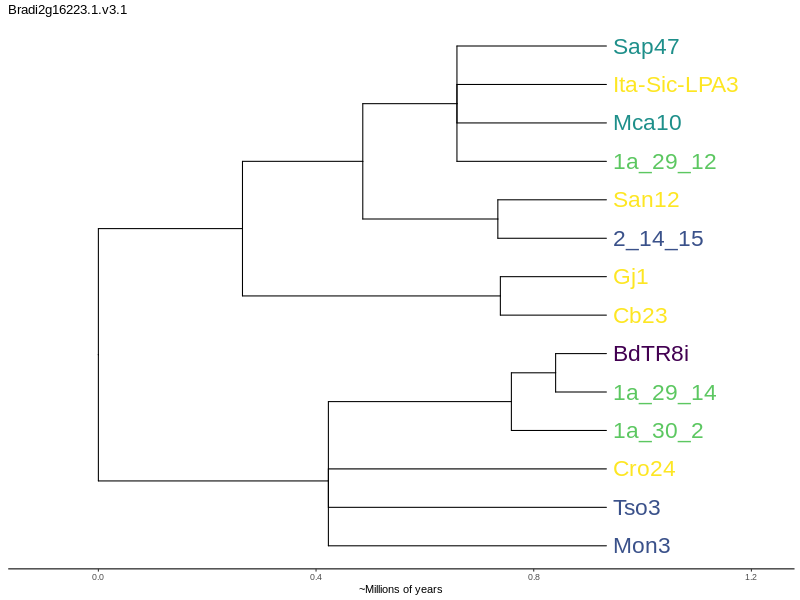 Bradi2g16223.1.v3.1
Sap47
Ita-Sic-LPA3
Mca10
1a_29_12
San12
2_14_15
Gj1
Cb23
BdTR8i
1a_29_14
1a_30_2
Cro24
Tso3
Mon3
0.0 0.4 0.8 1.2
~Millions of years